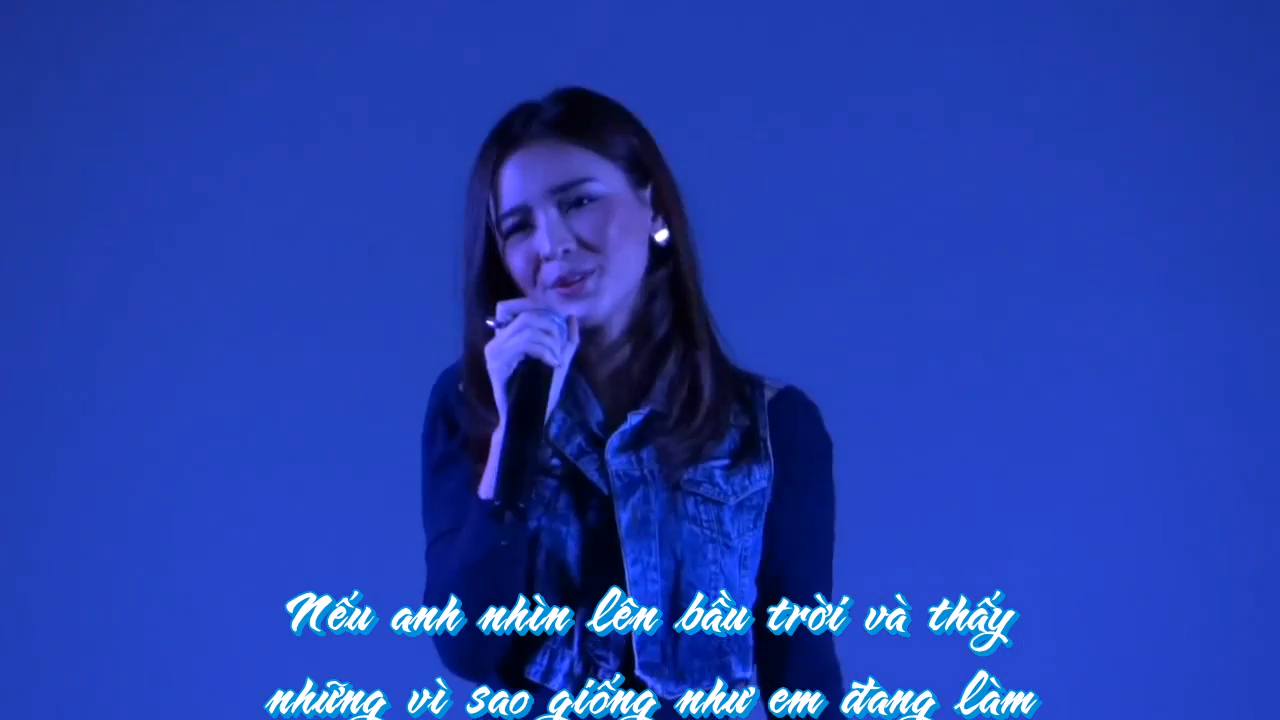 Nếu anh nhìn lên bầu trời và thấy
những vì sao giống như em đang làm